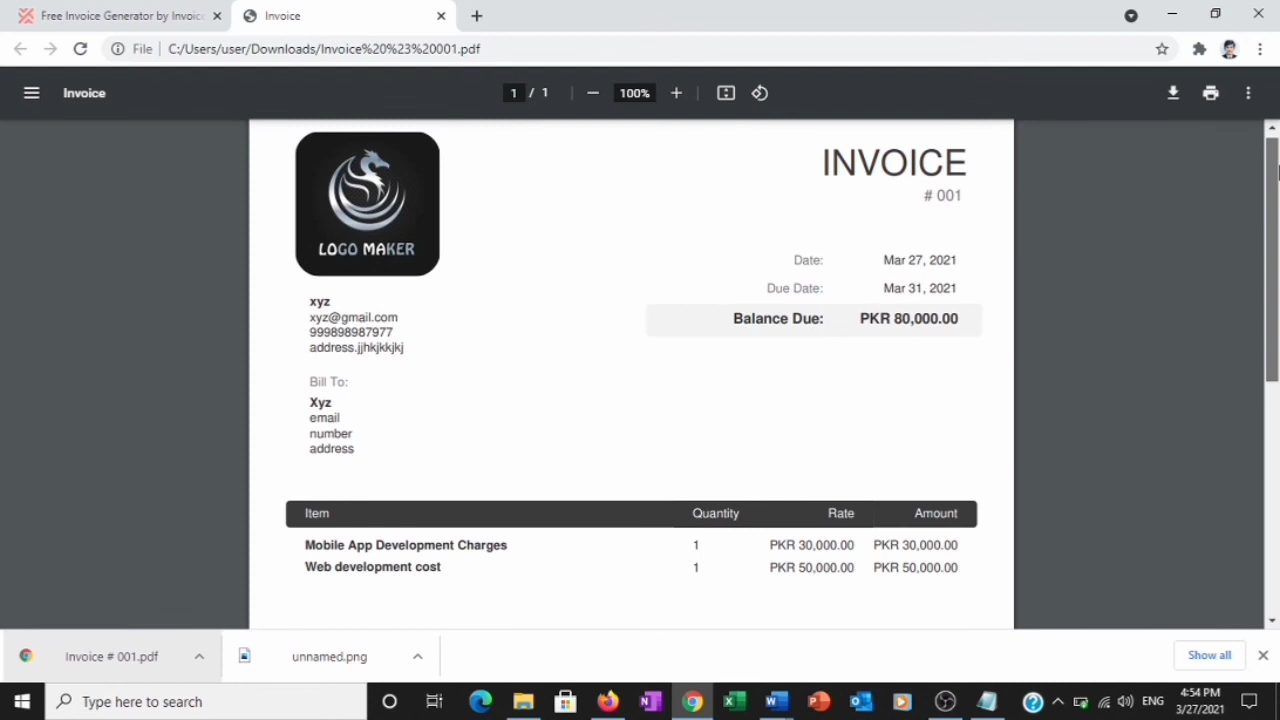 Free Invoice Generator by Invoic
Invoice
File
C:/Users/user/Downloads/Invoice%20%23%20001.pdf
Invoice
1 / 1
100%
LOGO MAKER
INVOICE
# 001
Date: Mar 27, 2021
Due Date: Mar 31, 2021
Balance Due: PKR 80,000.00
xyz
xyz@gmail.com
999898987977
address.jjhkjkkjkj
Bill To:
Xyz
email
number
address
Item Quantity Rate Amount
Mobile App Development Charges 1 PKR 30,000.00 PKR 30,000.00
Web development cost 1 PKR 50,000.00 PKR 50,000.00
Invoice # 001.pdf
unnamed.png
Show all
Type here to search
ENG
4:54 PM
3/27/2021